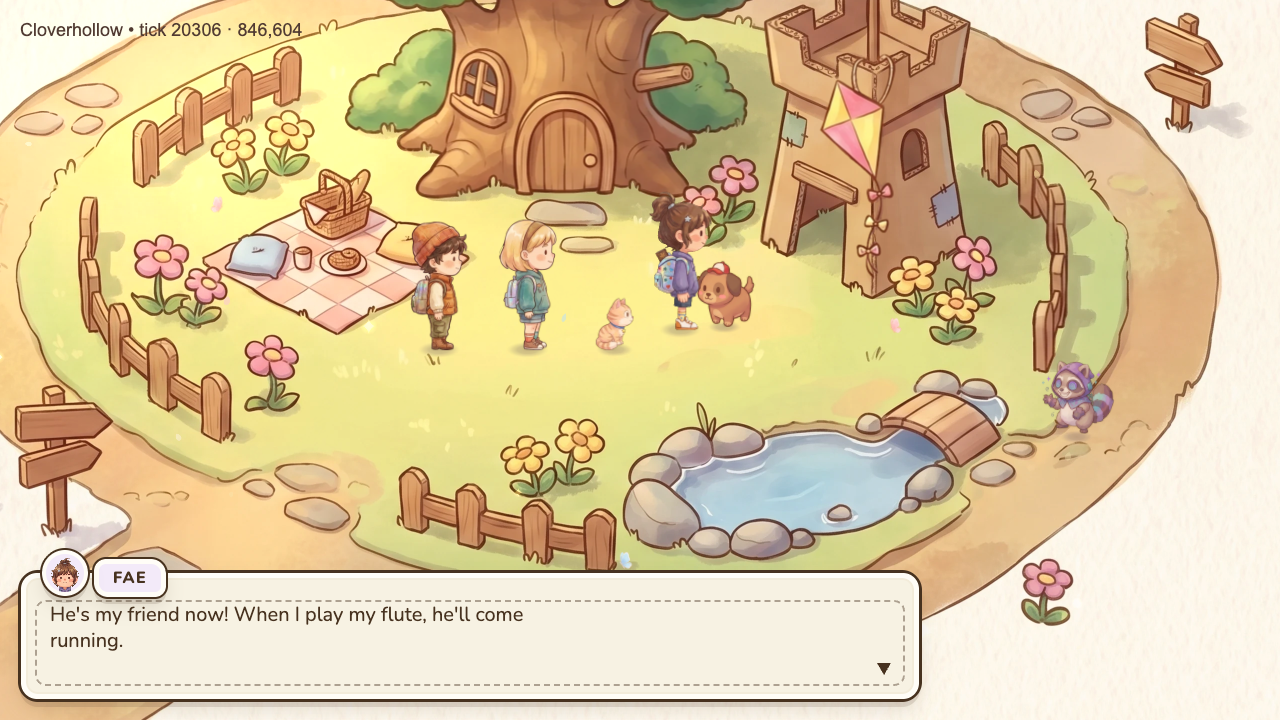 Cloverhollow • tick 20306 · 846,604
FAE
He's my friend now! When I play my flute, he'll come
running.